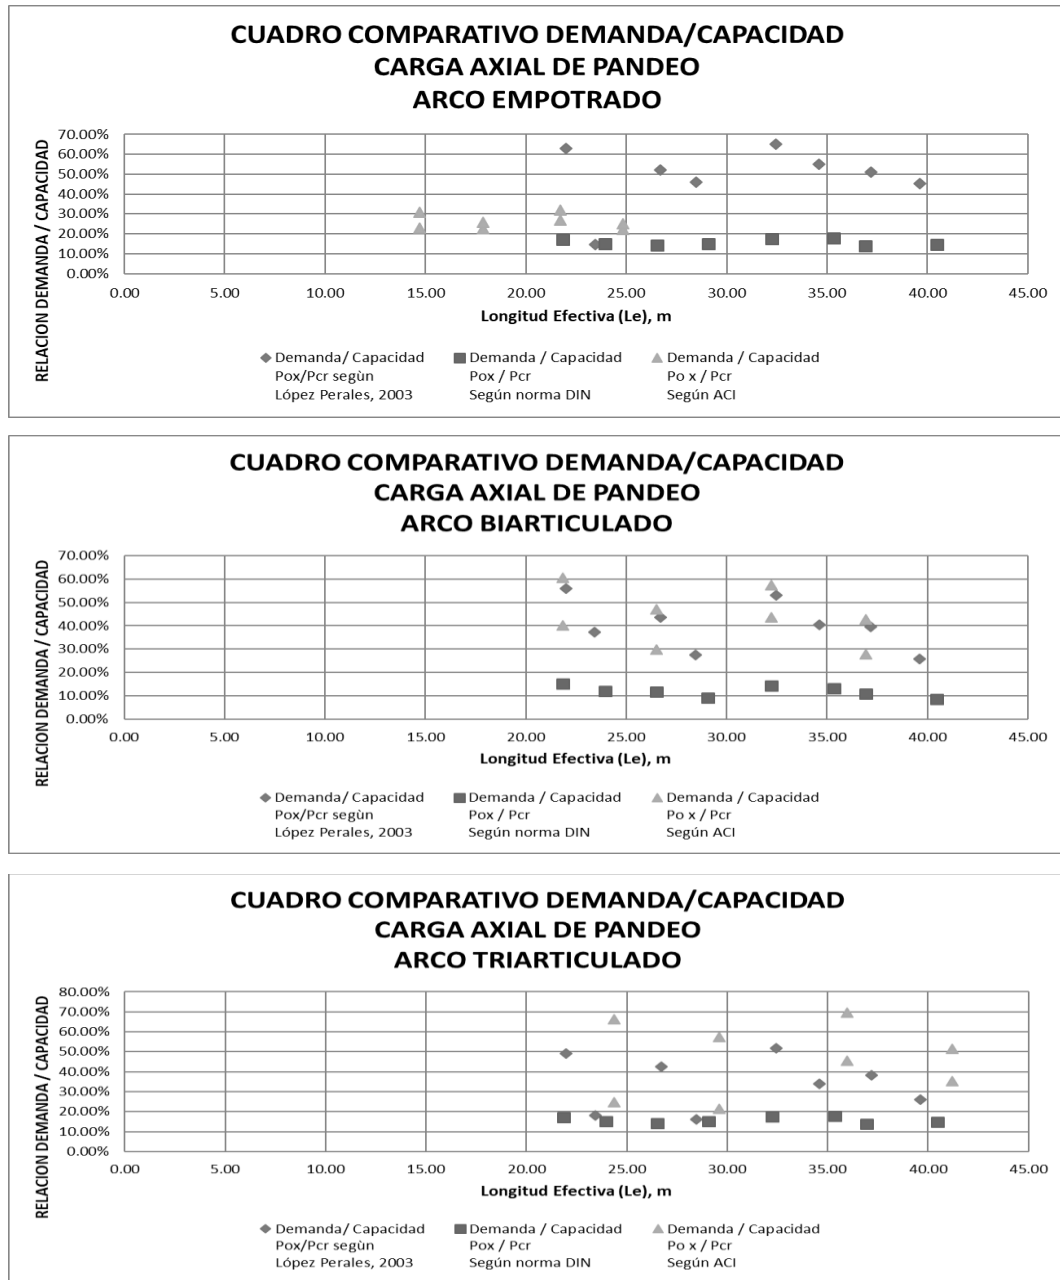 CUADRO COMPARATIVO DEMANDA/CAPACIDAD
CARGA AXIAL DE PANDEO
ARCO EMPOTRADO
RELACION DEMANDA / CAPACIDAD
70.00%
60.00%
50.00%
40.00%
30.00%
20.00%
10.00%
0.00%
0.00 5.00 10.00 15.00 20.00 25.00 30.00 35.00 40.00 45.00
Longitud Efectiva (Le), m
Demanda/ Capacidad
Pox/Pcr segùn
López Perales, 2003
Demanda / Capacidad
Pox / Pcr
Según norma DIN
Demanda / Capacidad
Po x / Pcr
Según ACI
CUADRO COMPARATIVO DEMANDA/CAPACIDAD
CARGA AXIAL DE PANDEO
ARCO BIARTICULADO
RELACION DEMANDA / CAPACIDAD
70.00%
60.00%
50.00%
40.00%
30.00%
20.00%
10.00%
0.00%
0.00 5.00 10.00 15.00 20.00 25.00 30.00 35.00 40.00 45.00
Longitud Efectiva (Le), m
Demanda/ Capacidad
Pox/Pcr segùn
López Perales, 2003
Demanda / Capacidad
Pox / Pcr
Según norma DIN
Demanda / Capacidad
Po x / Pcr
Según ACI
CUADRO COMPARATIVO DEMANDA/CAPACIDAD
CARGA AXIAL DE PANDEO
ARCO TRIARTICULADO
RELACION DEMANDA / CAPACIDAD
80.00%
70.00%
60.00%
50.00%
40.00%
30.00%
20.00%
10.00%
0.00%
0.00 5.00 10.00 15.00 20.00 25.00 30.00 35.00 40.00 45.00
Longitud Efectiva (Le), m
Demanda/ Capacidad
Pox/Pcr segùn
López Perales, 2003
Demanda / Capacidad
Pox / Pcr
Según norma DIN
Demanda / Capacidad
Po x / Pcr
Según ACI